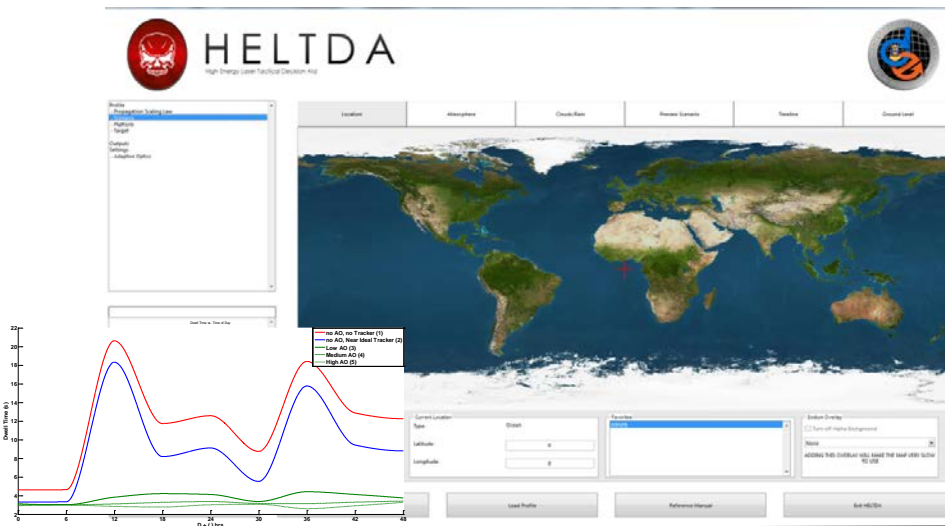 HELTDA
High Energy Laser Tactical Decision Aid
Profile
Propagation Scaling Law
Platform
Target
Outputs
Settings
Adaptive Optics
Location
Atmosphere
Clouds/Rain
Preview Scenario
Timeline
Ground Level
Dwell Time vs. Time of Day
no AO, no Tracker (1)
no AO, Near Ideal Tracker (2)
Low AO (3)
Medium AO (4)
High AO (5)
Dwell Time (s)
22
20
18
16
14
12
10
8
6
4
2
0 6 12 18 24 30 36 42 48
Current Location
Type
Ocean
Latitude
0
Longitude
0
Favorites
Turn off Alpha Background
None
ADDING THIS OVERLAY WILL MAKE THE MAP VERY SLOW
TO USE
Load Profile
Reference Manual
Exit HELTDA